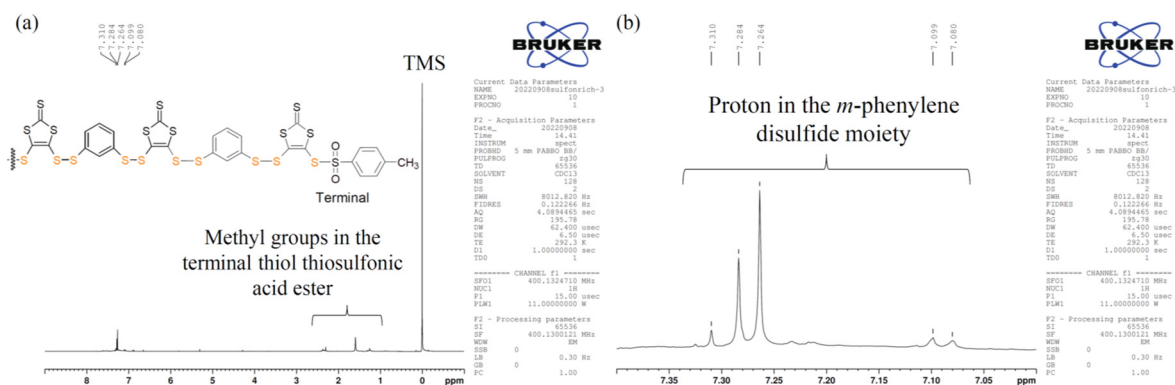 (a)
7.310
7.284
7.264
7.099
7.080
TMS
BRUKER
S
S S
S
S S
S
S S
S S
S S
S S
S S
S
O
S
O
CH3
Terminal
Methyl groups in the
terminal thiol thiosulfonic
acid ester
9 8 7 6 5 4 3 2 1 0 ppm
Current Data Parameters
NAME 20220908sulfonrich-3
EXPNO 10
PROCNO 1
F2 - Acquisition Parameters
Date_ 20220908
Time 14.41
INSTRUM spect
PROBHD 5 mm PABBO BB/
PULPROG zg30
TD 65536
SOLVENT CDCl3
NS 128
DS 2
SWH 8012.820 Hz
FIDRES 0.122266 Hz
AQ 4.0894465 sec
RG 195.78
DW 62.400 usec
DE 6.50 usec
TE 292.3 K
D1 1.00000000 sec
TD0 1
======== CHANNEL f1 ========
SFO1 400.1324710 MHz
NUC1 1H
P1 15.00 usec
PLW1 11.00000000 W
F2 - Processing parameters
SI 65536
SF 400.1300121 MHz
WDW EM
SSB 0
LB 0.30 Hz
GB 0
PC 1.00
(b)
7.310
7.284
7.264
7.099
7.080
BRUKER
Proton in the m-phenylene
disulfide moiety
7.35 7.30 7.25 7.20 7.15 7.10 7.05 ppm
Current Data Parameters
NAME 20220908sulfonrich-3
EXPNO 10
PROCNO 1
F2 - Acquisition Parameters
Date_ 20220908
Time 14.41
INSTRUM spect
PROBHD 5 mm PABBO BB/
PULPROG zg30
TD 65536
SOLVENT CDCl3
NS 128
DS 2
SWH 8012.820 Hz
FIDRES 0.122266 Hz
AQ 4.0894465 sec
RG 195.78
DW 62.400 usec
DE 6.50 usec
TE 292.3 K
D1 1.00000000 sec
TD0 1
======== CHANNEL f1 ========
SFO1 400.1324710 MHz
NUC1 1H
P1 15.00 usec
PLW1 11.00000000 W
F2 - Processing parameters
SI 65536
SF 400.1300121 MHz
WDW EM
SSB 0
LB 0.30 Hz
GB 0
PC 1.00